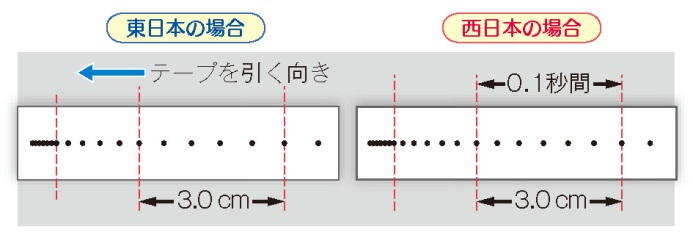 東日本の場合
テープを引く向き
3.0 cm
西日本の場合
0.1秒間
3.0 cm